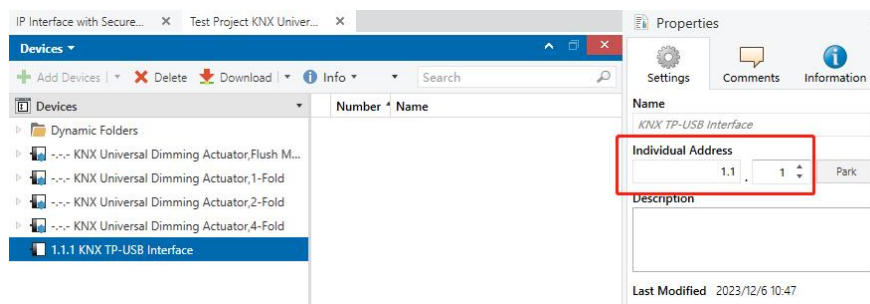 IP Interface with Secure... X Test Project KNX Univer... X
Devices
Add Devices Delete Download Info Search
Devices Number Name
Dynamic Folders
-.-.- KNX Universal Dimming Actuator,Flush M...
-.-.- KNX Universal Dimming Actuator,1-Fold
-.-.- KNX Universal Dimming Actuator,2-Fold
-.-.- KNX Universal Dimming Actuator,4-Fold
1.1.1 KNX TP-USB Interface
Properties
Settings Comments Information
Name
KNX TP-USB Interface
Individual Address
1.1 . 1 Park
Description
Last Modified 2023/12/6 10:47